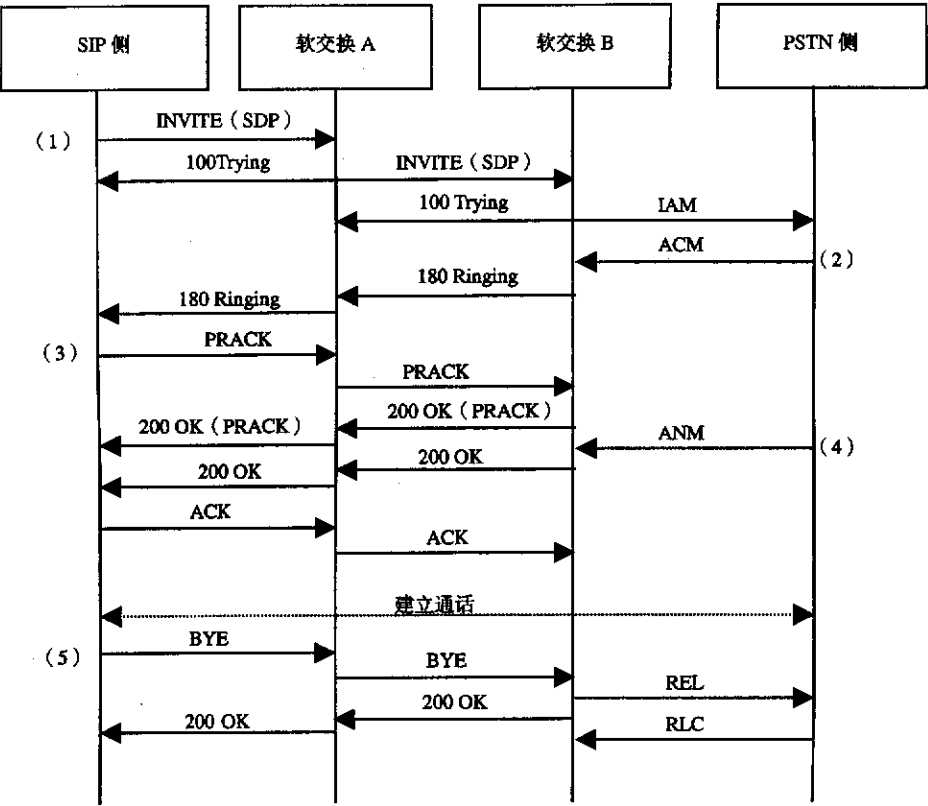 SIP 侧
软交换 A
软交换 B
PSTN 侧
INVITE（SDP）
（1）
100Trying
INVITE（SDP）
100 Trying
IAM
ACM
（2）
180 Ringing
180 Ringing
PRACK
（3）
PRACK
200 OK（PRACK）
200 OK（PRACK）
ANM
（4）
200 OK
200 OK
ACK
ACK
建立通话
BYE
（5）
BYE
REL
200 OK
200 OK
RLC